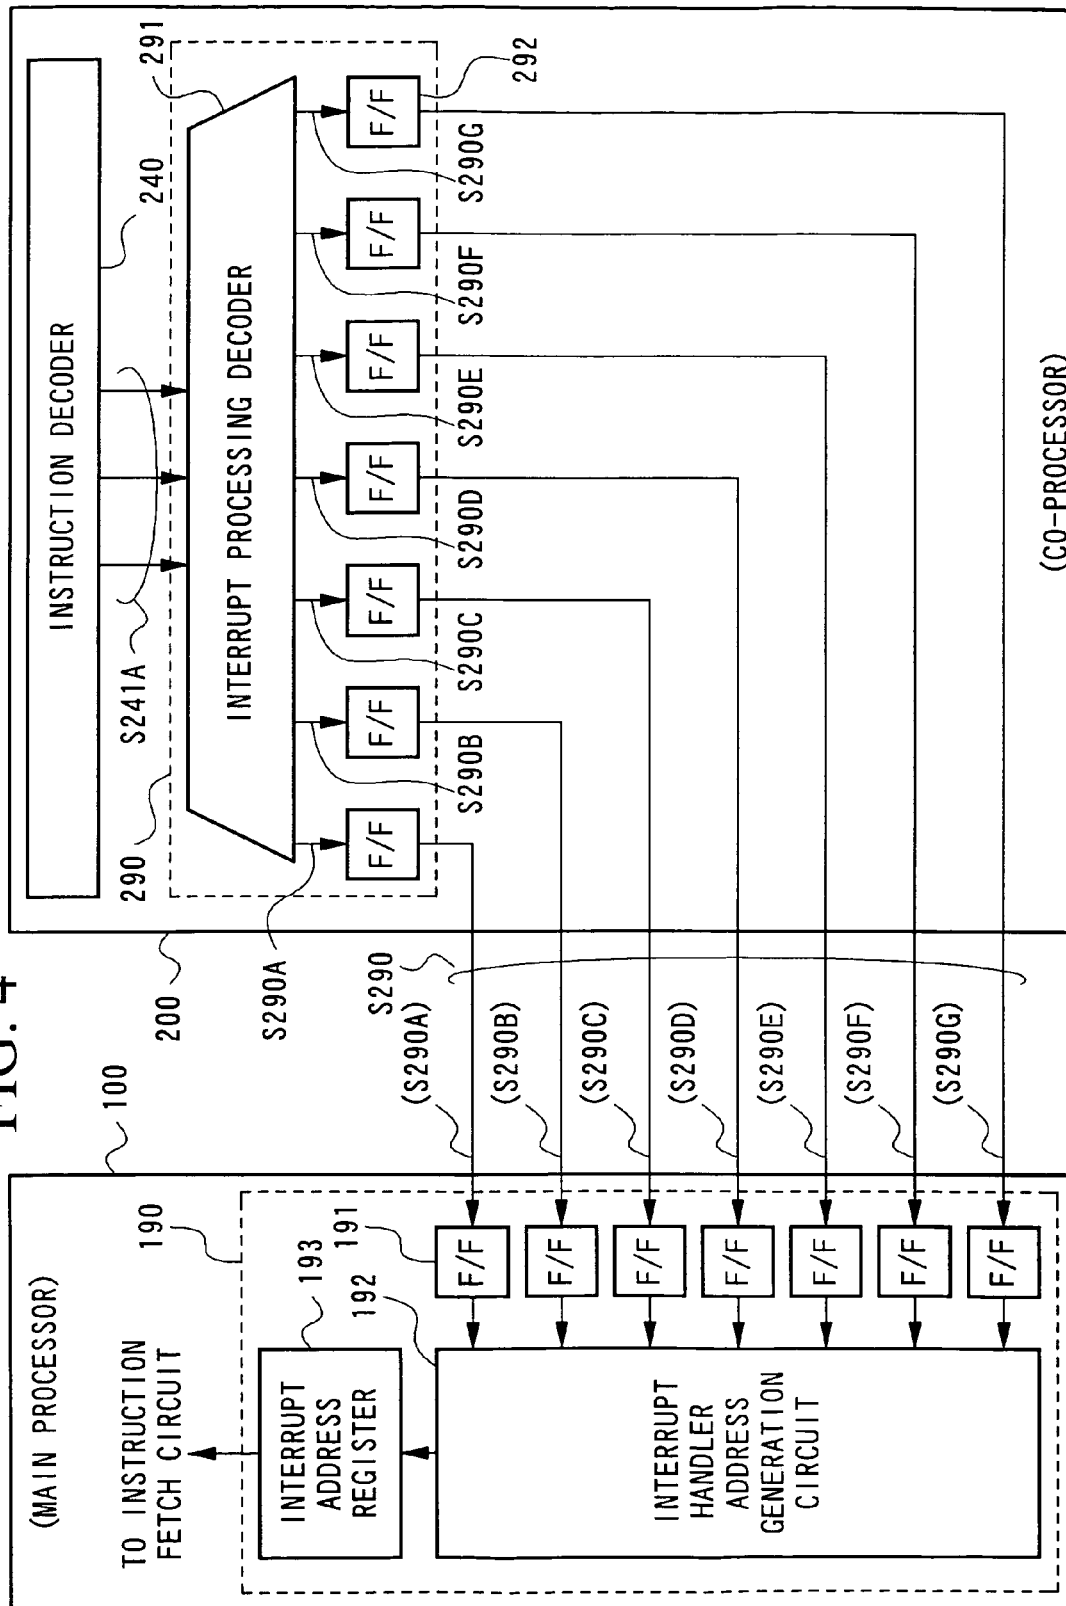 FIG. 4
(MAIN PROCESSOR)
100
TO INSTRUCTION
FETCH CIRCUIT
190
193
INTERRUPT
ADDRESS
REGISTER
191
192
INTERRUPT
HANDLER
ADDRESS
GENERATION
CIRCUIT
F/F
F/F
F/F
F/F
F/F
F/F
F/F
S290
(S290A)
(S290B)
(S290C)
(S290D)
(S290E)
(S290F)
(S290G)
200
INSTRUCTION DECODER
240
S241A
290
291
INTERRUPT PROCESSING DECODER
F/F
F/F
F/F
F/F
F/F
F/F
F/F
292
S290A
S290B
S290C
S290D
S290E
S290F
S290G
(CO-PROCESSOR)